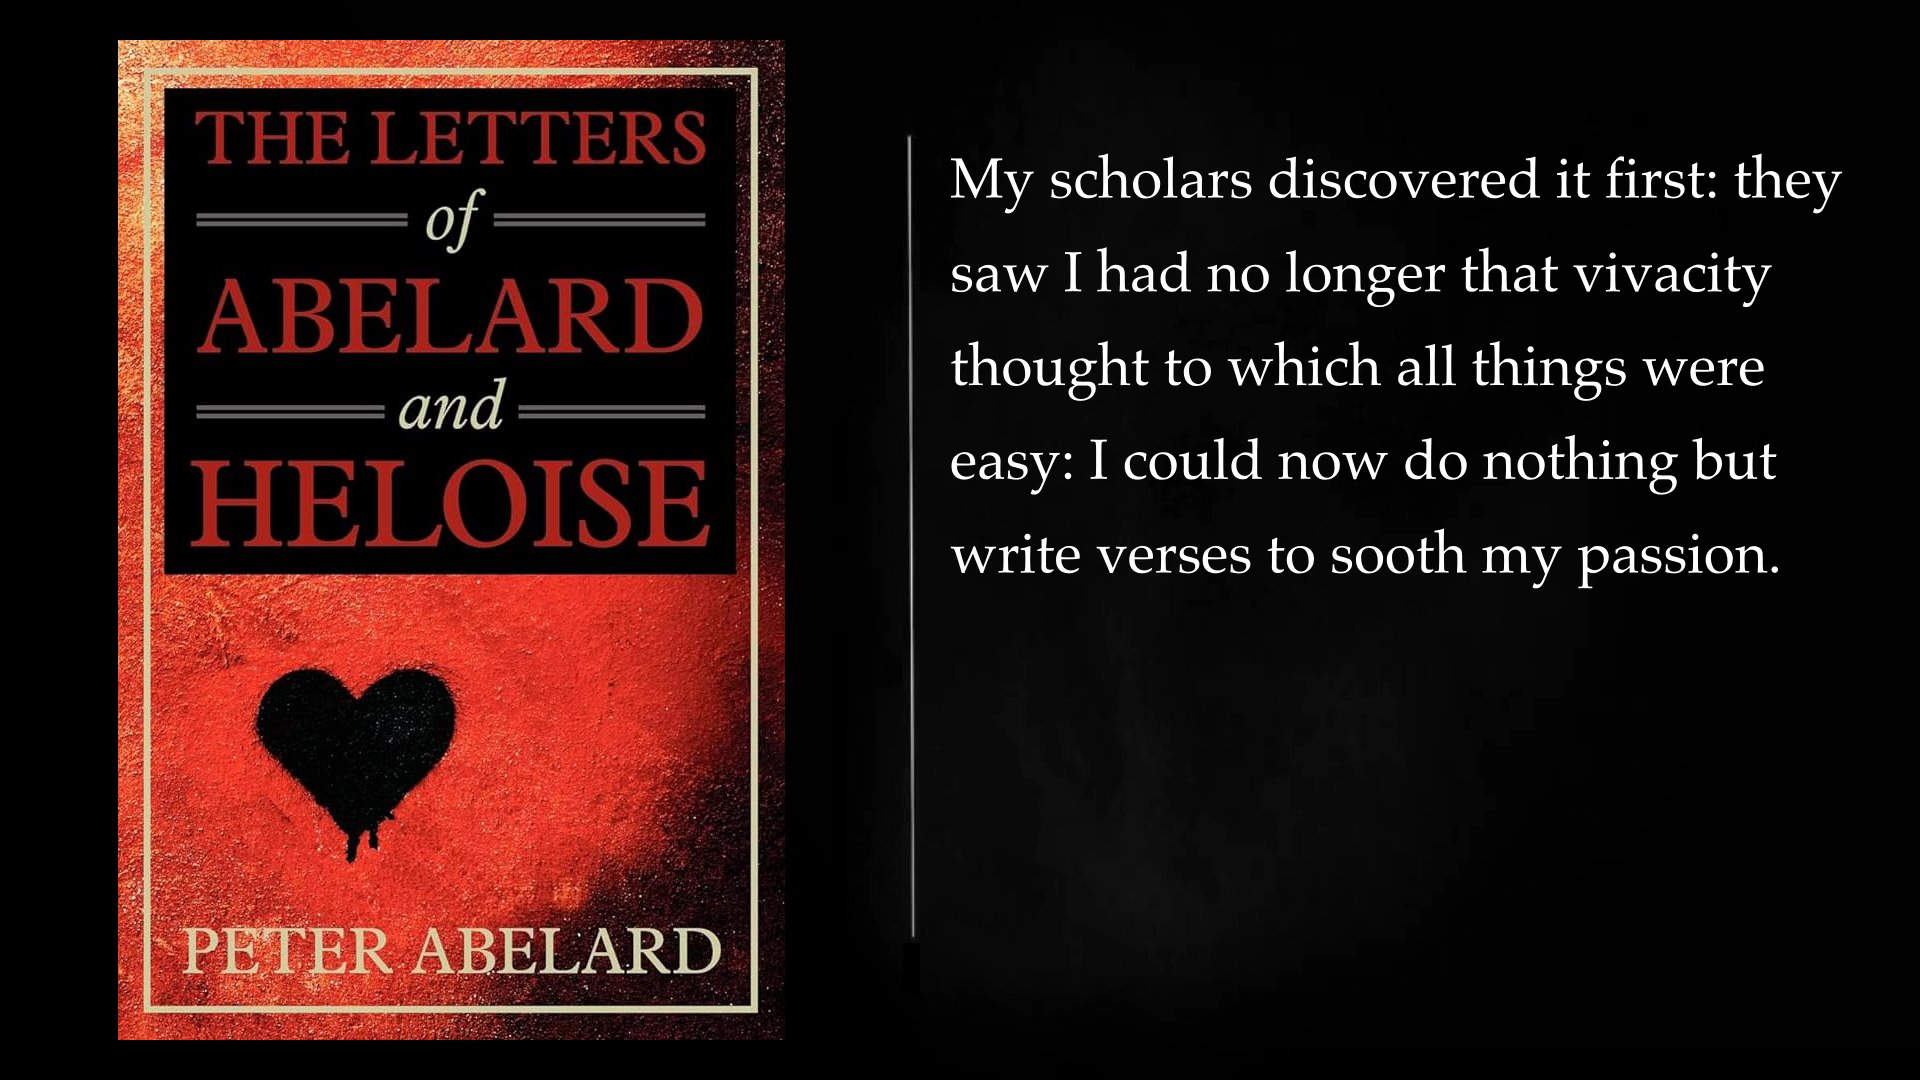 THE LETTERS
of
ABELARD
and
HELOISE
PETER ABELARD
My scholars discovered it first: they
saw I had no longer that vivacity
thought to which all things were
easy: I could now do nothing but
write verses to sooth my passion.